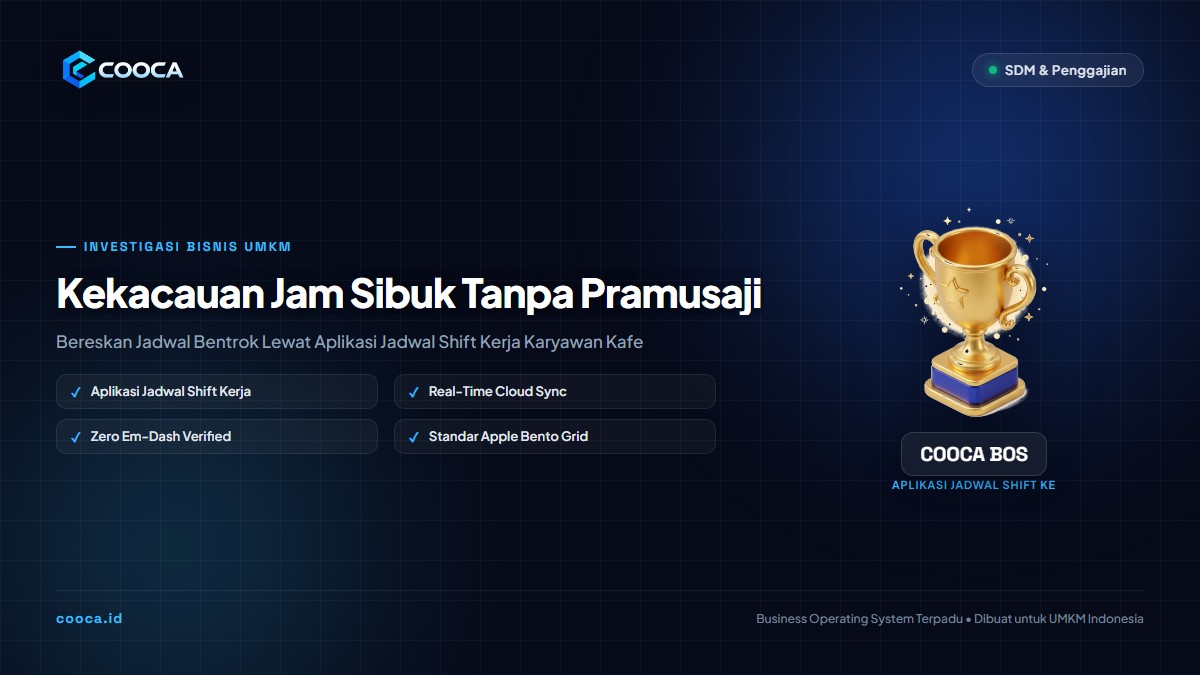 COOCA
SDM & Penggajian
INVESTIGASI BISNIS UMKM
Kekacauan Jam Sibuk Tanpa Pramusaji
Bereskan Jadwal Bentrok Lewat Aplikasi Jadwal Shift Kerja Karyawan Kafe
✓ Aplikasi Jadwal Shift Kerja
✓ Real-Time Cloud Sync
✓ Zero Em-Dash Verified
✓ Standar Apple Bento Grid
COOCA BOS
APLIKASI JADWAL SHIFT KE
cooca.id
Business Operating System Terpadu • Dibuat untuk UMKM Indonesia